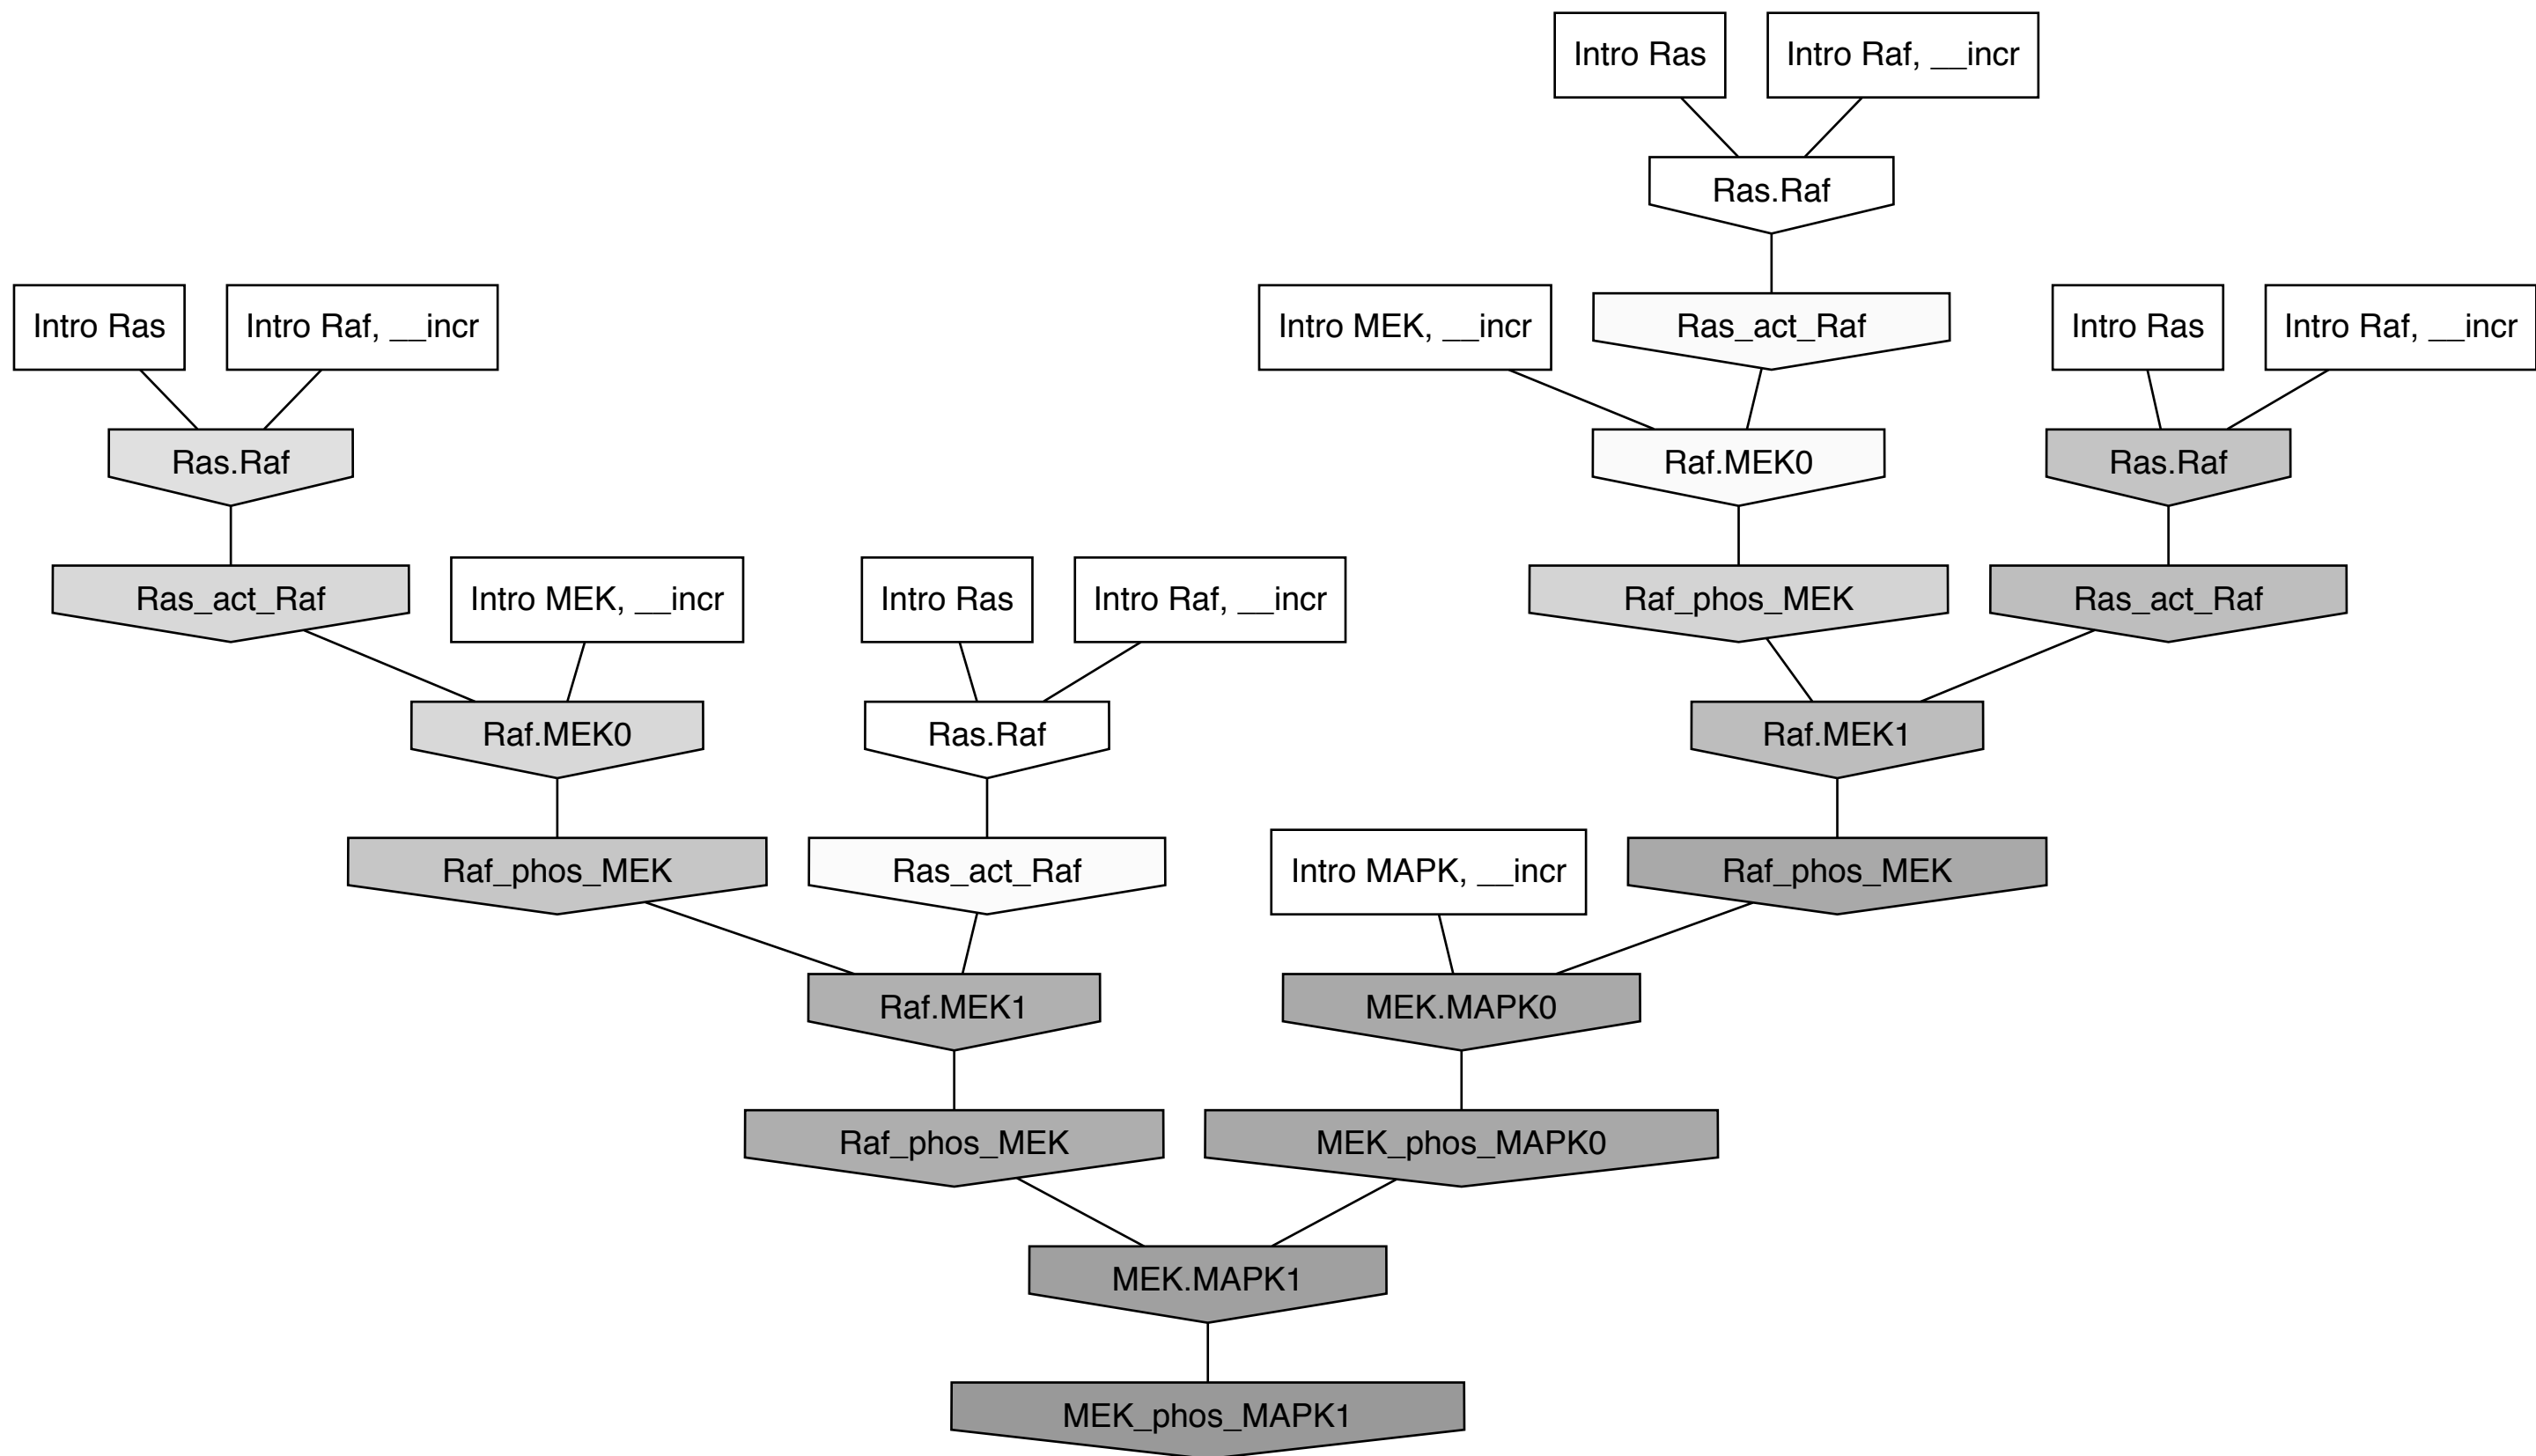 Intro Ras
Intro Raf, __incr
Ras.Raf
Intro Ras
Intro Raf, __incr
Intro MEK, __incr
Ras_act_Raf
Intro Ras
Intro Raf, __incr
Ras.Raf
Raf.MEK0
Ras.Raf
Ras_act_Raf
Intro MEK, __incr
Intro Ras
Intro Raf, __incr
Raf_phos_MEK
Ras_act_Raf
Raf.MEK0
Ras.Raf
Raf.MEK1
Raf_phos_MEK
Ras_act_Raf
Intro MAPK, __incr
Raf_phos_MEK
Raf.MEK1
MEK.MAPK0
Raf_phos_MEK
MEK_phos_MAPK0
MEK.MAPK1
MEK_phos_MAPK1